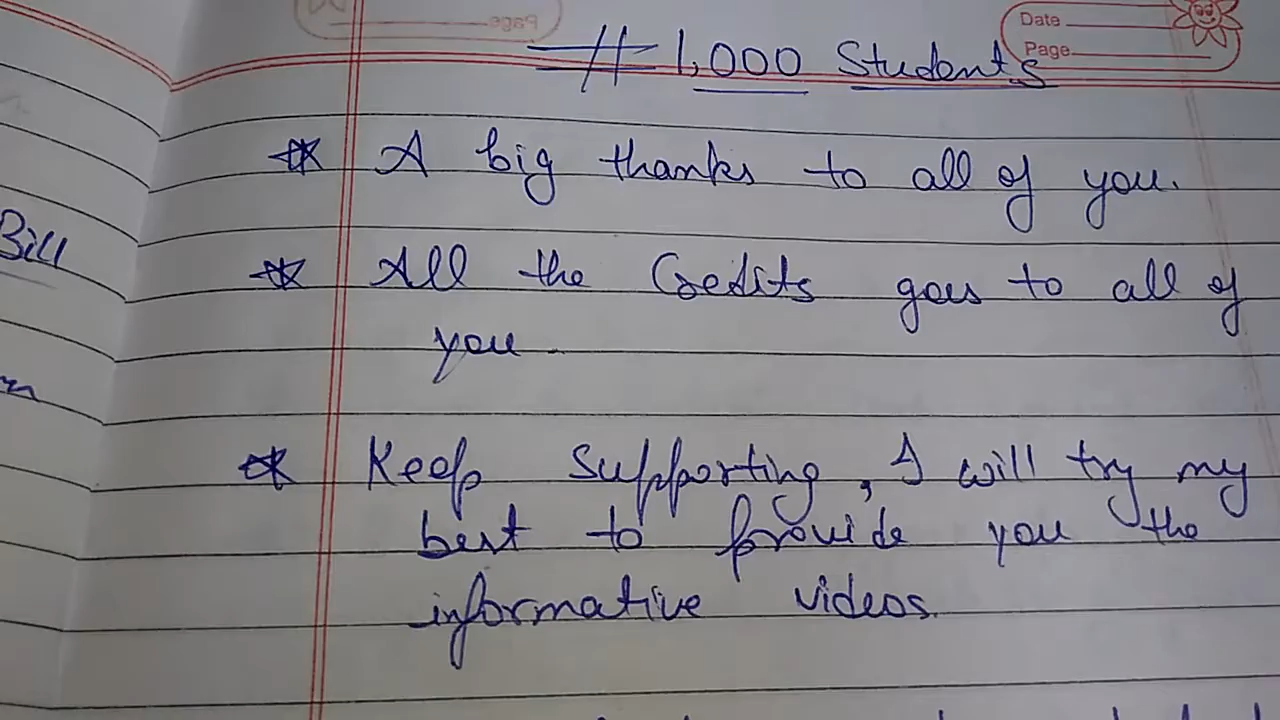 Date
Page
# 1,000 Students
* A big thanks to all of you.
* All the Credits goes to all of
you.
* Keep supporting, I will try my
best to provide you the
informative videos.
Bill